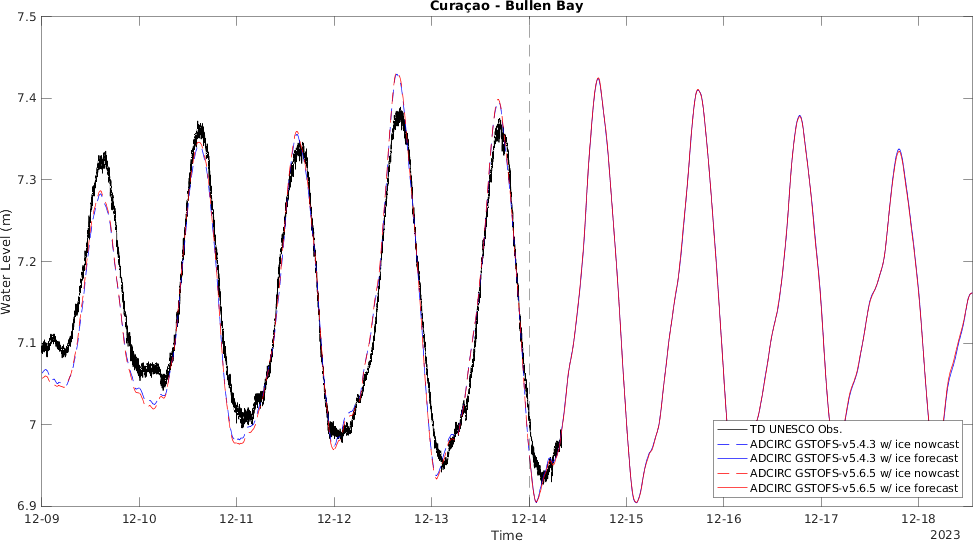 Curaçao - Bullen Bay
Water Level (m)
7.5
7.4
7.3
7.2
7.1
7
6.9
12-09
12-10
12-11
12-12
12-13
12-14
12-15
12-16
12-17
12-18
Time
2023
TD UNESCO Obs.
ADCIRC GSTOFS-v5.4.3 w/ ice nowcast
ADCIRC GSTOFS-v5.4.3 w/ ice forecast
ADCIRC GSTOFS-v5.6.5 w/ ice nowcast
ADCIRC GSTOFS-v5.6.5 w/ ice forecast